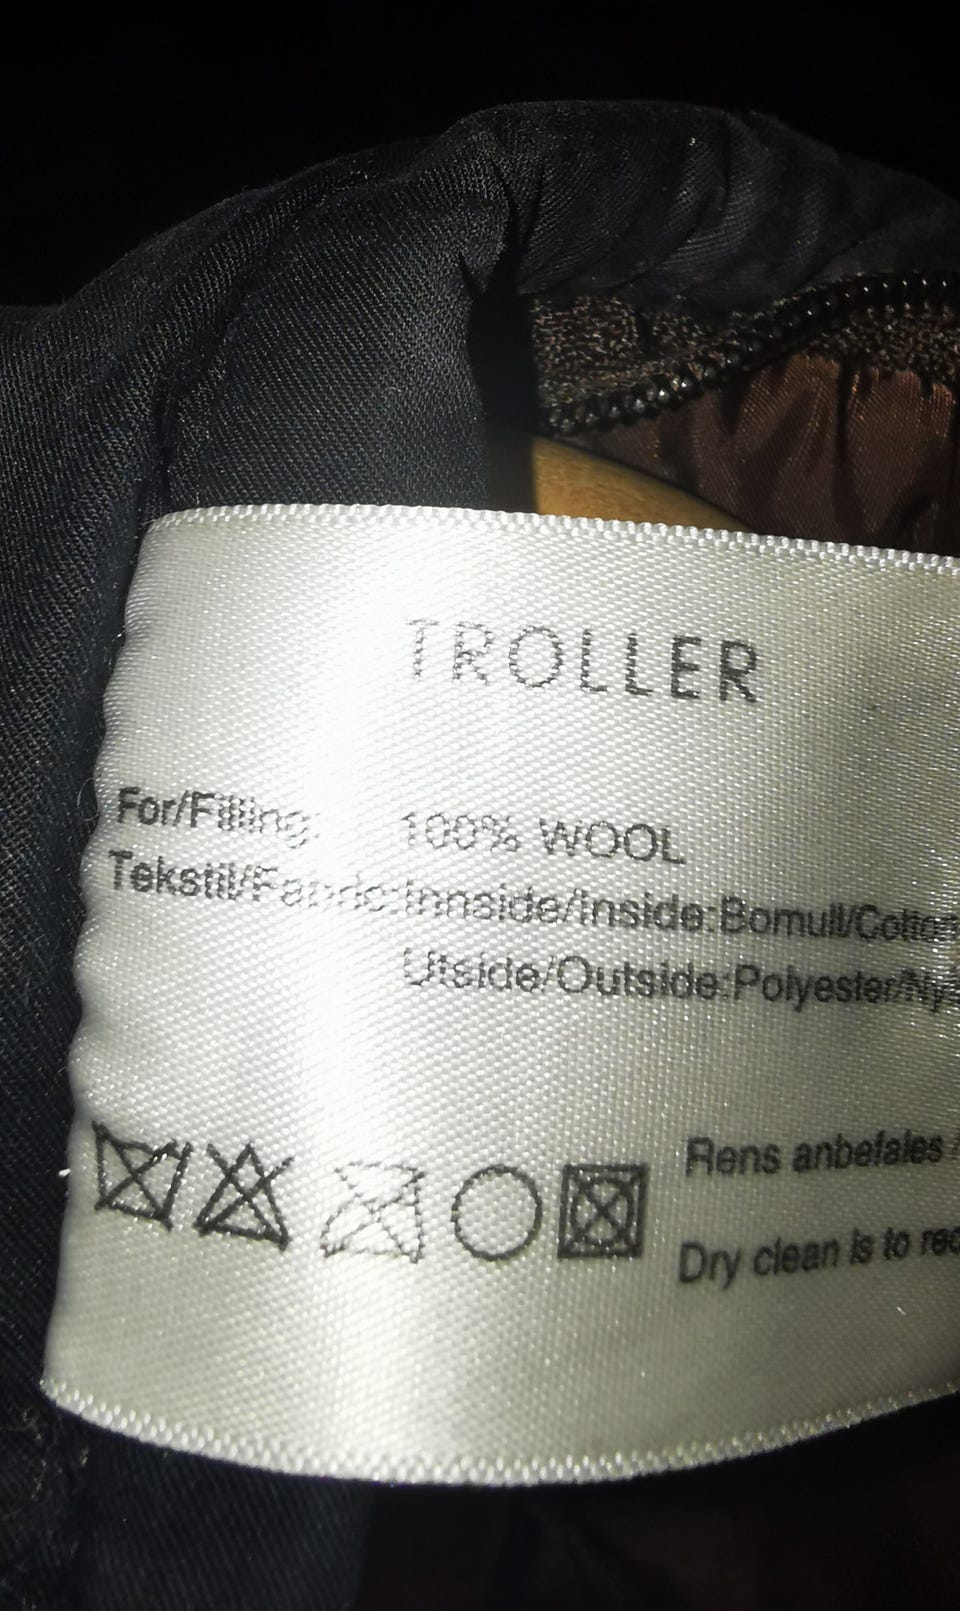 TROLLER
For/Filling: 100% WOOL
Tekstil/Fabric:Innside/Inside:Bomull/Cotton
Utside/Outside:Polyester/
Rens anbefales /
Dry clean is to